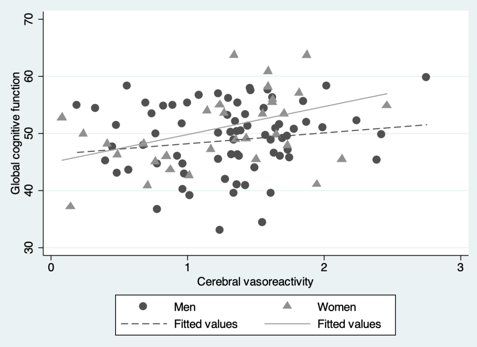 Global cognitive function
70
60
50
40
30
0
1
2
3
Cerebral vasoreactivity
Men
Women
Fitted values
Fitted values